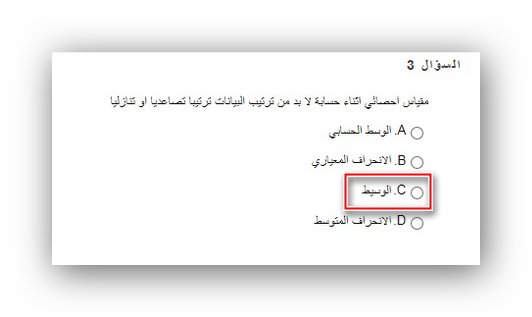 السؤال 3
مقياس احصائي اثناء حسابة لا بد من ترتيب البيانات ترتيبا تصاعديا او تنازليا
A. الوسط الحسابي
B. الانحراف المعياري
C. الوسيط
D. الانحراف المتوسط